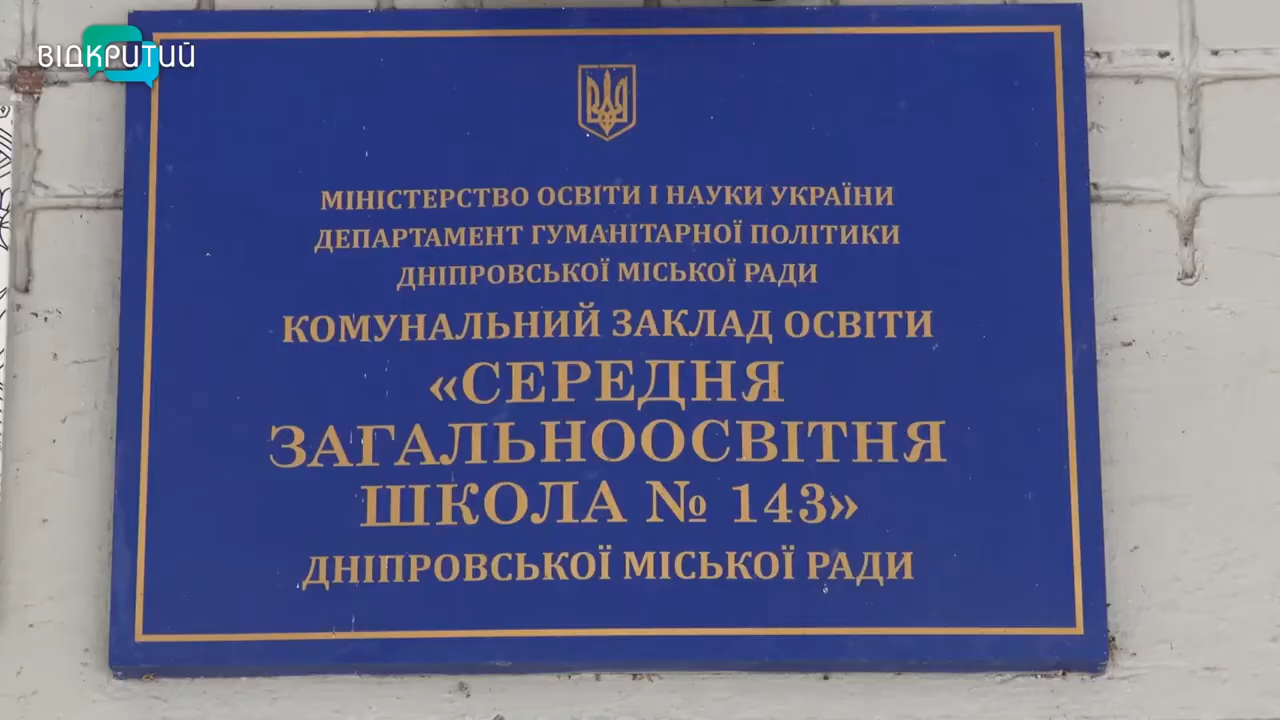 ВІДКРИТИЙ
МІНІСТЕРСТВО ОСВІТИ І НАУКИ УКРАЇНИ
ДЕПАРТАМЕНТ ГУМАНІТАРНОЇ ПОЛІТИКИ
ДНІПРОВСЬКОЇ МІСЬКОЇ РАДИ
КОМУНАЛЬНИЙ ЗАКЛАД ОСВІТИ
«СЕРЕДНЯ
ЗАГАЛЬНООСВІТНЯ
ШКОЛА № 143»
ДНІПРОВСЬКОЇ МІСЬКОЇ РАДИ